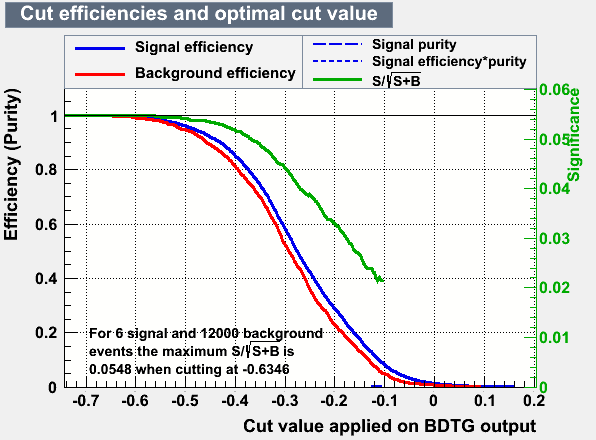 Cut efficiencies and optimal cut value
Signal efficiency
Background efficiency
Signal purity
Signal efficiency*purity
S/√S+B
Efficiency (Purity)
1
0.8
0.6
0.4
0.2
0
0.06
0.05
0.04
0.03
0.02
0.01
0
Significance
For 6 signal and 12000 background
events the maximum S/√S+B is
0.0548 when cutting at -0.6346
-0.7 -0.6 -0.5 -0.4 -0.3 -0.2 -0.1 0 0.1 0.2
Cut value applied on BDTG output